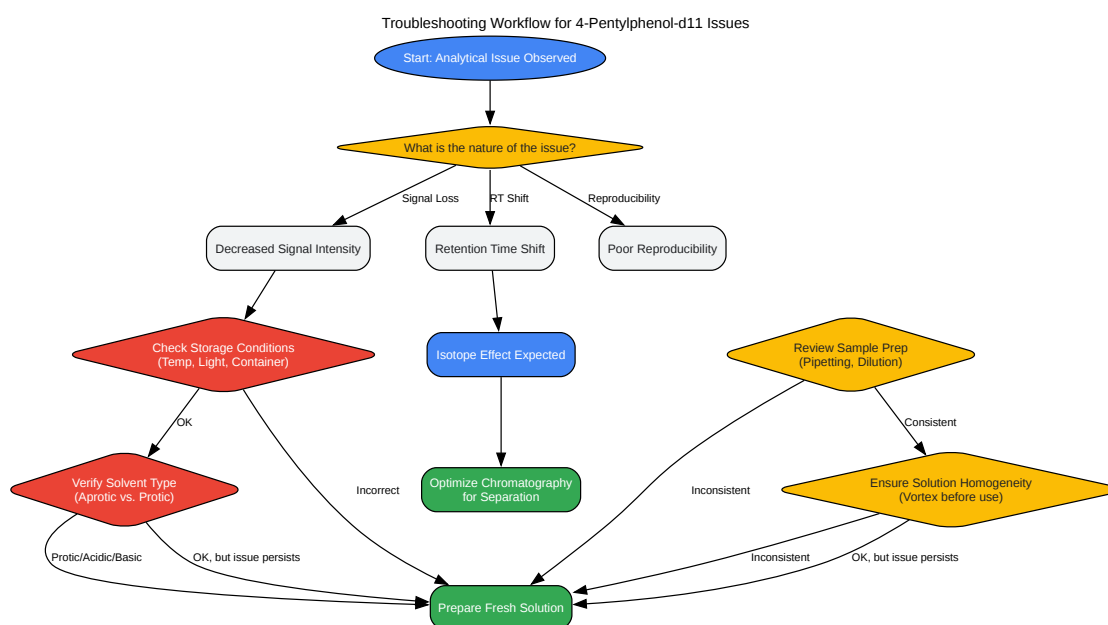 Troubleshooting Workflow for 4-Pentylphenol-d11 Issues
Start: Analytical Issue Observed
What is the nature of the issue?
Signal Loss
RT Shift
Reproducibility
Decreased Signal Intensity
Retention Time Shift
Poor Reproducibility
Check Storage Conditions
(Temp, Light, Container)
Isotope Effect Expected
Review Sample Prep
(Pipetting, Dilution)
OK
Consistent
Verify Solvent Type
(Aprotic vs. Protic)
Incorrect
Optimize Chromatography
for Separation
Inconsistent
Ensure Solution Homogeneity
(Vortex before use)
Protic/Acidic/Basic
OK, but issue persists
Inconsistent
OK, but issue persists
Prepare Fresh Solution